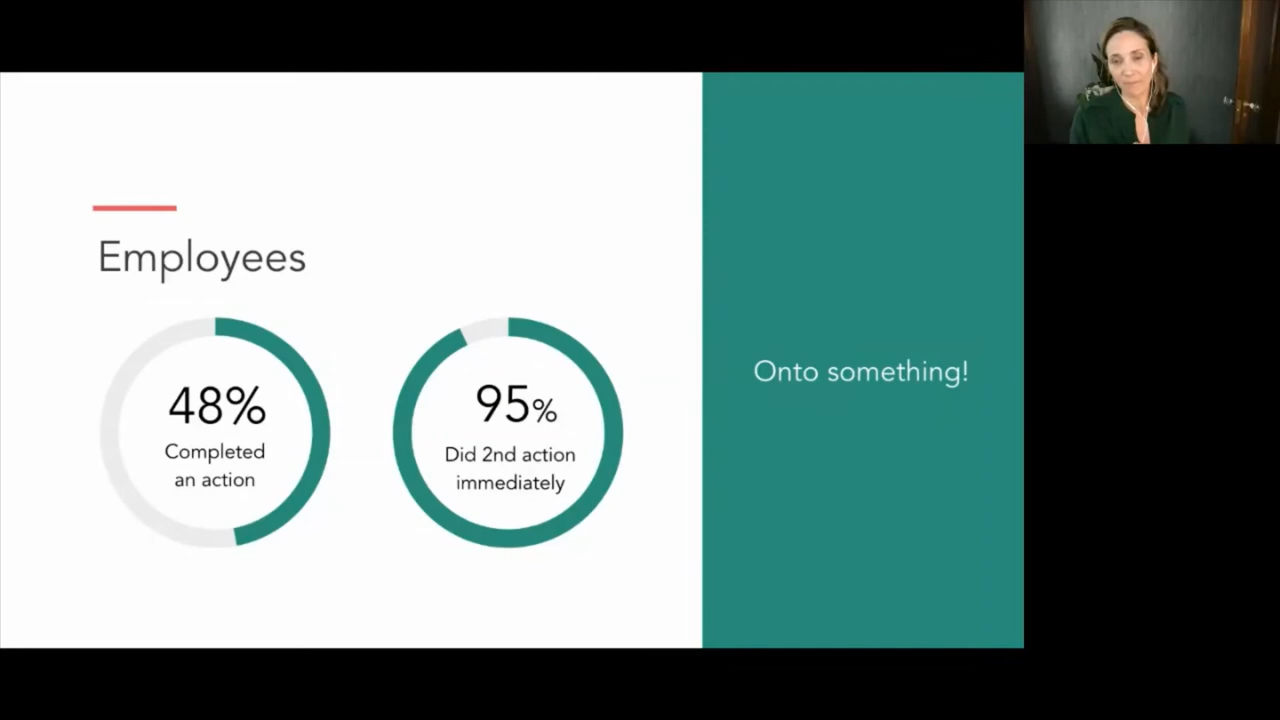 Employees
48%
Completed
an action
95%
Did 2nd action
immediately
Onto something!